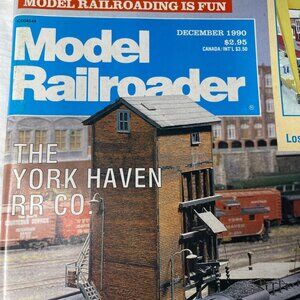 MODEL RAILROADING IS FUN
DECEMBER 1990
$2.95
CANADA/INT'L $3.50
Model
Railroader
®
THE
YORK HAVEN
RR CO
Los